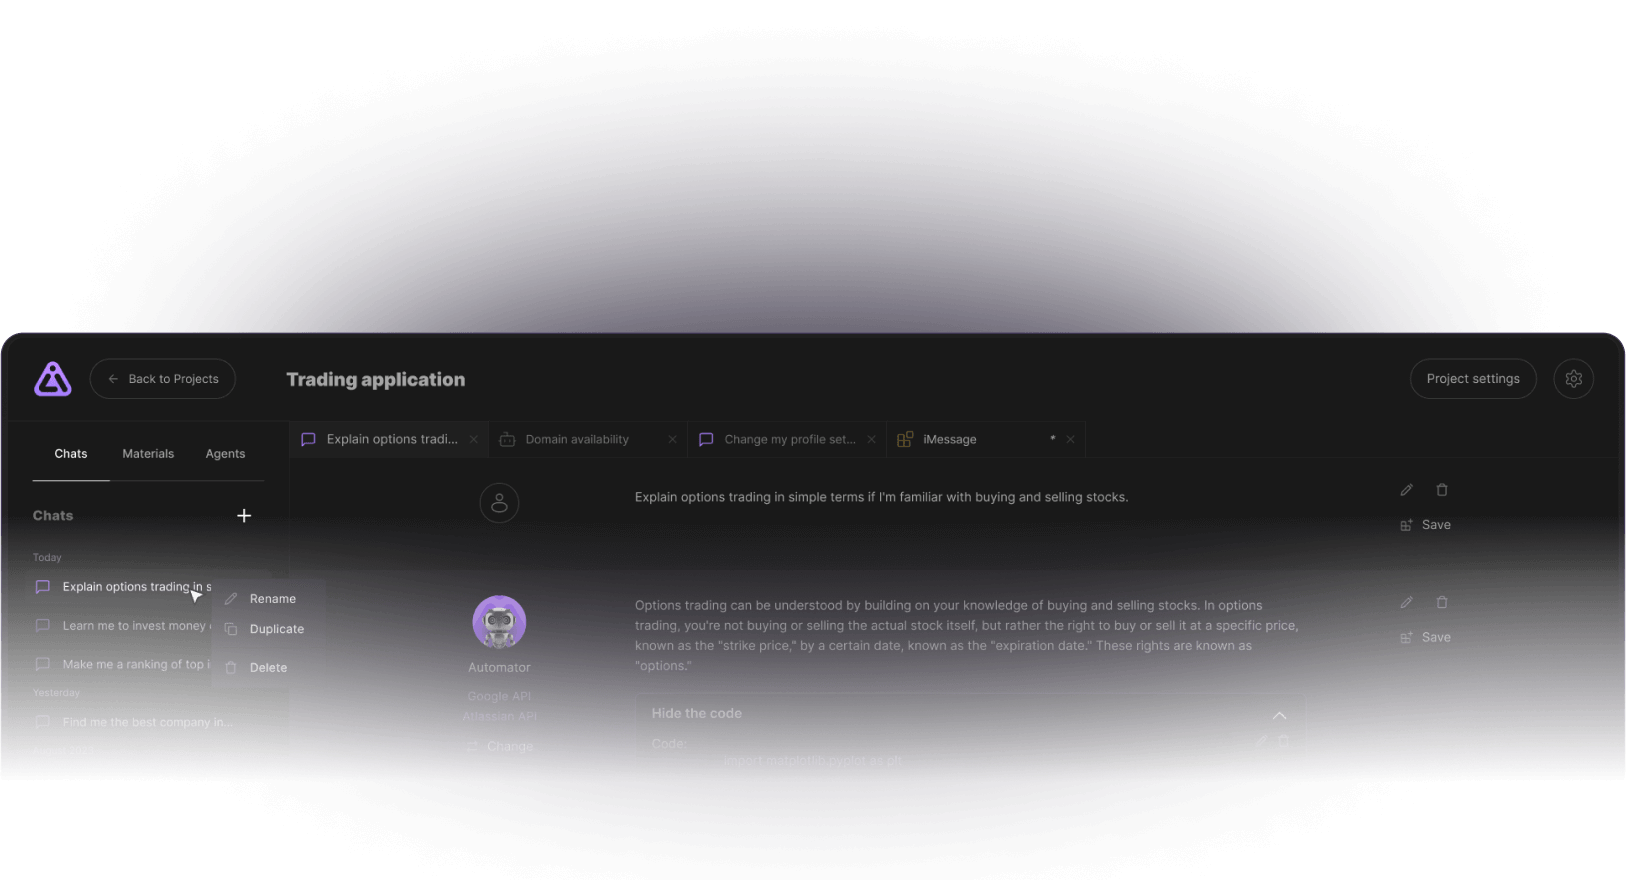 Back to Projects
Trading application
Project settings
Chats
Materials
Agents
Explain options tradi...
Domain availability
Change my profile set...
iMessage
*
Chats
Explain options trading in simple terms if I'm familiar with buying and selling stocks.
Save
Today
Explain options trading in s
Rename
Learn me to invest money
Duplicate
Make me a ranking of top i
Delete
Yesterday
Find me the best company in...
Automator
Google API
Atlassian API
Change
Options trading can be understood by building on your knowledge of buying and selling stocks. In options
trading, you're not buying or selling the actual stock itself, but rather the right to buy or sell it at a specific price,
known as the "strike price," by a certain date, known as the "expiration date." These rights are known as
"options."
Save
Hide the code
Code:
import matplotlib.pyplot as plt